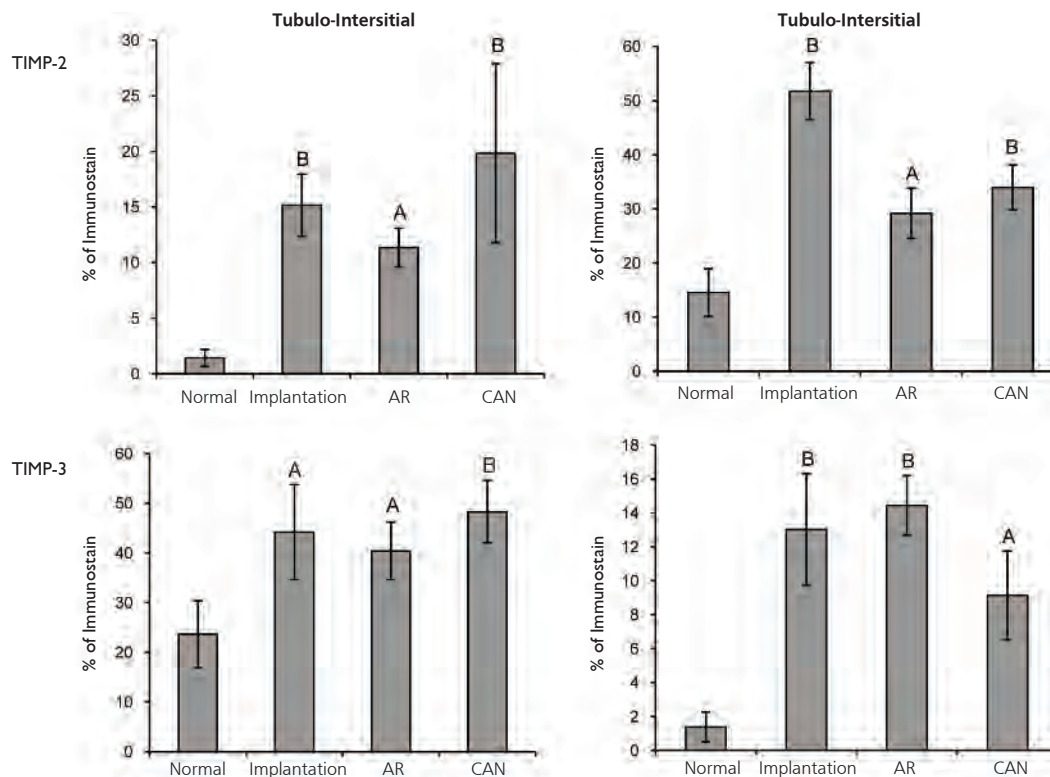 Tubulo-Intersitial
TIMP-2
% of Immunostain
30
25
20
15
10
5
0
B
A
B
Normal Implantation AR CAN
Tubulo-Intersitial
% of Immunostain
60
50
40
30
20
10
0
B
A
B
Normal Implantation AR CAN
TIMP-3
% of Immunostain
60
50
40
30
20
10
0
A
A
B
Normal Implantation AR CAN
% of Immunostain
18
16
14
12
10
8
6
4
2
0
B
B
A
Normal Implantation AR CAN